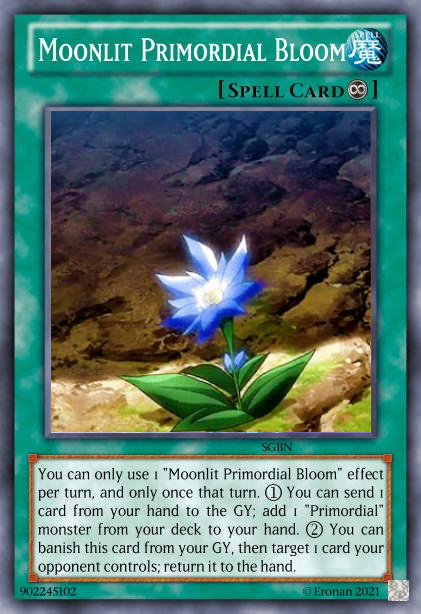 Moonlit Primordial Bloom
SPELL
魔
[Spell Card]
SGBN
You can only use 1 "Moonlit Primordial Bloom" effect
per turn, and only once that turn. ① You can send 1
card from your hand to the GY; add 1 "Primordial"
monster from your deck to your hand. ② You can
banish this card from your GY, then target 1 card your
opponent controls; return it to the hand.
902245102
© Eronan 2021